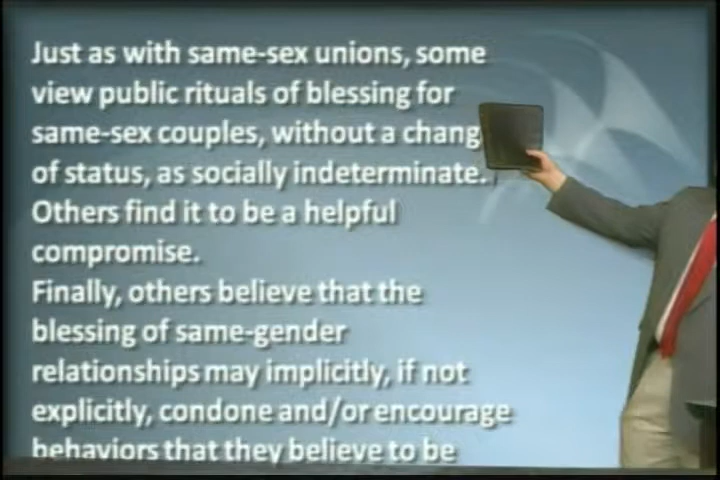 Just as with same-sex unions, some
view public rituals of blessing for
same-sex couples, without a chang
of status, as socially indeterminate.
Others find it to be a helpful
compromise.
Finally, others believe that the
blessing of same-gender
relationships may implicitly, if not
explicitly, condone and/or encourage
behaviors that they believe to be